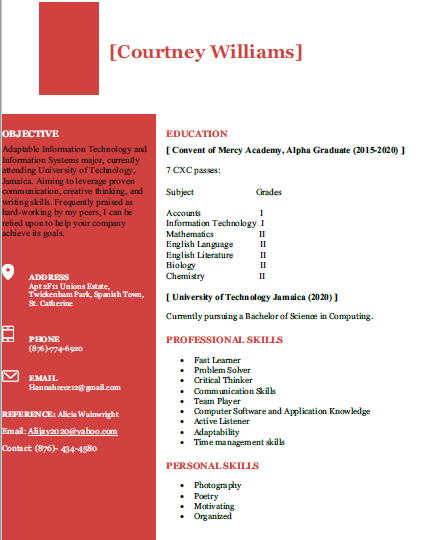 [Courtney Williams]
OBJECTIVE
Adaptable Information Technology and
Information Systems major, currently
attending University of Technology,
Jamaica. Aiming to leverage proven
communication, creative thinking, and
writing skills. Frequently praised as
hard-working by my peers, I can be
relied upon to help your company
achieve its goals.
ADDRESS
Apt 2F11 Unions Estate,
Twickenham Park, Spanish Town,
St. Catherine
PHONE
(876)-774-6920
EMAIL
Hannahcece12@gmail.com
REFERENCE: Alicia Wainwright
Email: Alijay2020@yahoo.com
Contact: (876)- 434-4580
EDUCATION
[ Convent of Mercy Academy, Alpha Graduate (2015-2020) ]
7 CXC passes:
Subject Grades
Accounts I
Information Technology I
Mathematics II
English Language II
English Literature II
Biology II
Chemistry II
[ University of Technology Jamaica (2020) ]
Currently pursuing a Bachelor of Science in Computing.
PROFESSIONAL SKILLS
• Fast Learner
• Problem Solver
• Critical Thinker
• Communication Skills
• Team Player
• Computer Software and Application Knowledge
• Active Listener
• Adaptability
• Time management skills
PERSONAL SKILLS
• Photography
• Poetry
• Motivating
• Organized